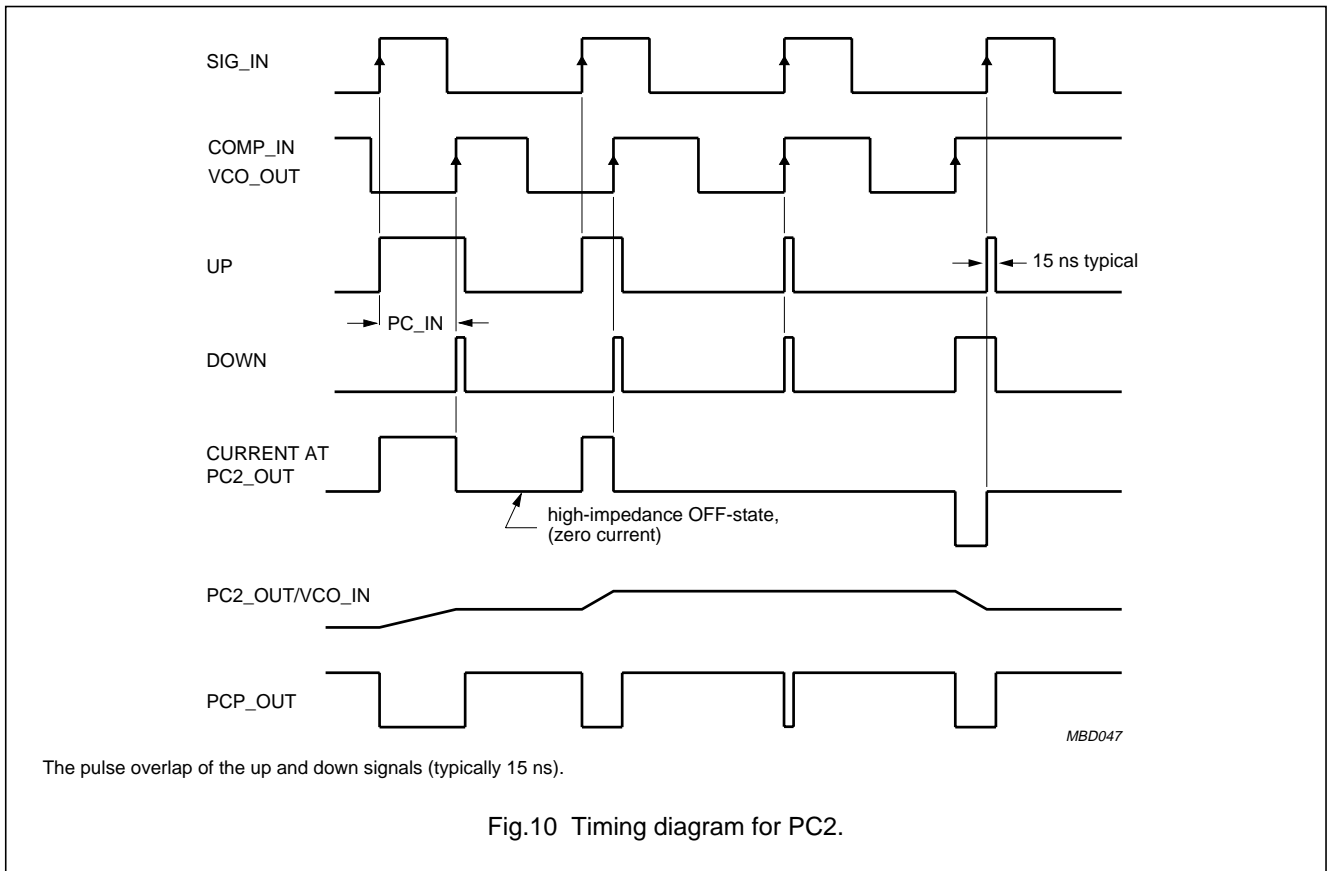 SIG_IN
COMP_IN
VCO_OUT
UP
15 ns typical
PC_IN
DOWN
CURRENT AT
PC2_OUT
high-impedance OFF-state,
(zero current)
PC2_OUT/VCO_IN
PCP_OUT
MBD047
The pulse overlap of the up and down signals (typically 15 ns).
Fig.10 Timing diagram for PC2.